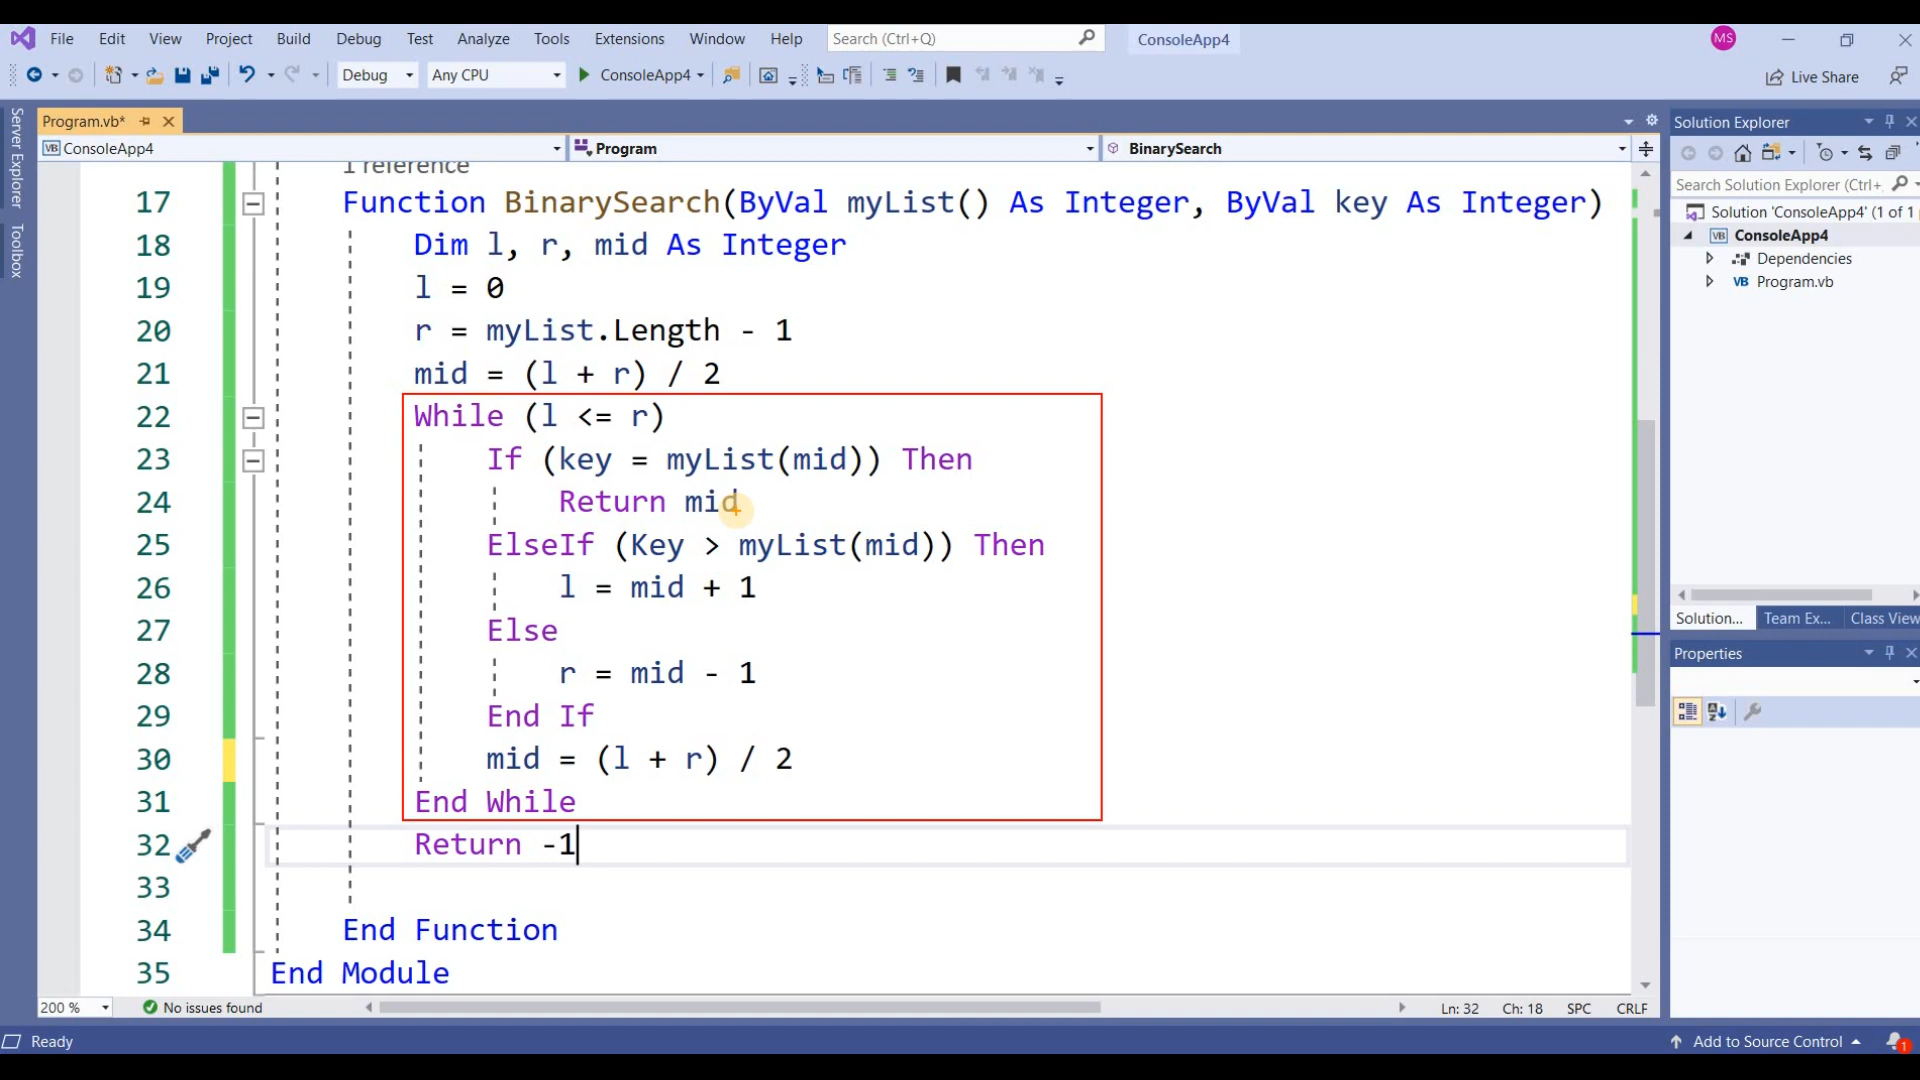 File Edit View Project Build Debug Test Analyze Tools Extensions Window Help Search (Ctrl+Q) ConsoleApp4 MS
Debug Any CPU ConsoleApp4 Live Share
Server Explorer
Toolbox
Program.vb*
ConsoleApp4 Program BinarySearch
1 reference
17 Function BinarySearch(ByVal myList() As Integer, ByVal key As Integer)
18 Dim l, r, mid As Integer
19 l = 0
20 r = myList.Length - 1
21 mid = (l + r) / 2
22 While (l <= r)
23 If (key = myList(mid)) Then
24 Return mid
25 ElseIf (Key > myList(mid)) Then
26 l = mid + 1
27 Else
28 r = mid - 1
29 End If
30 mid = (l + r) / 2
31 End While
32 Return -1
33
34 End Function
35 End Module
200 % No issues found Ln: 32 Ch: 18 SPC CRLF
Solution Explorer
Search Solution Explorer (Ctrl+
Solution 'ConsoleApp4' (1 of 1
VB ConsoleApp4
Dependencies
VB Program.vb
Solution... Team Ex... Class View
Properties
Ready Add to Source Control 1